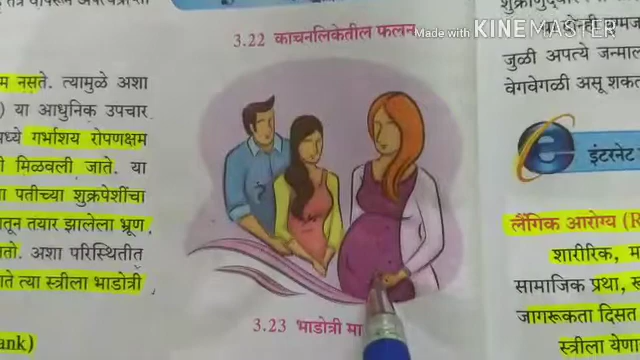 3.22 काचनलिकेतील फलन
Made with KINEMASTER
नसते. त्यामुळे अशा
या आधुनिक उपचार
गर्भाशय रोपणक्षम
मिळवली जाते. या
पतीच्या शुक्रपेशींचा
तयार झालेला भ्रूण
अशा परिस्थितीत
त्या स्त्रीला भाडोत्री
3.23 भाडोत्री
जुळी अपत्ये जन्माल
वेगवेगळी असू शकत
इंटरनेट
लैंगिक आरोग्य (R
शारीरिक,
सामाजिक प्रथा,
जागरूकता दिसत
स्त्रीला येणा